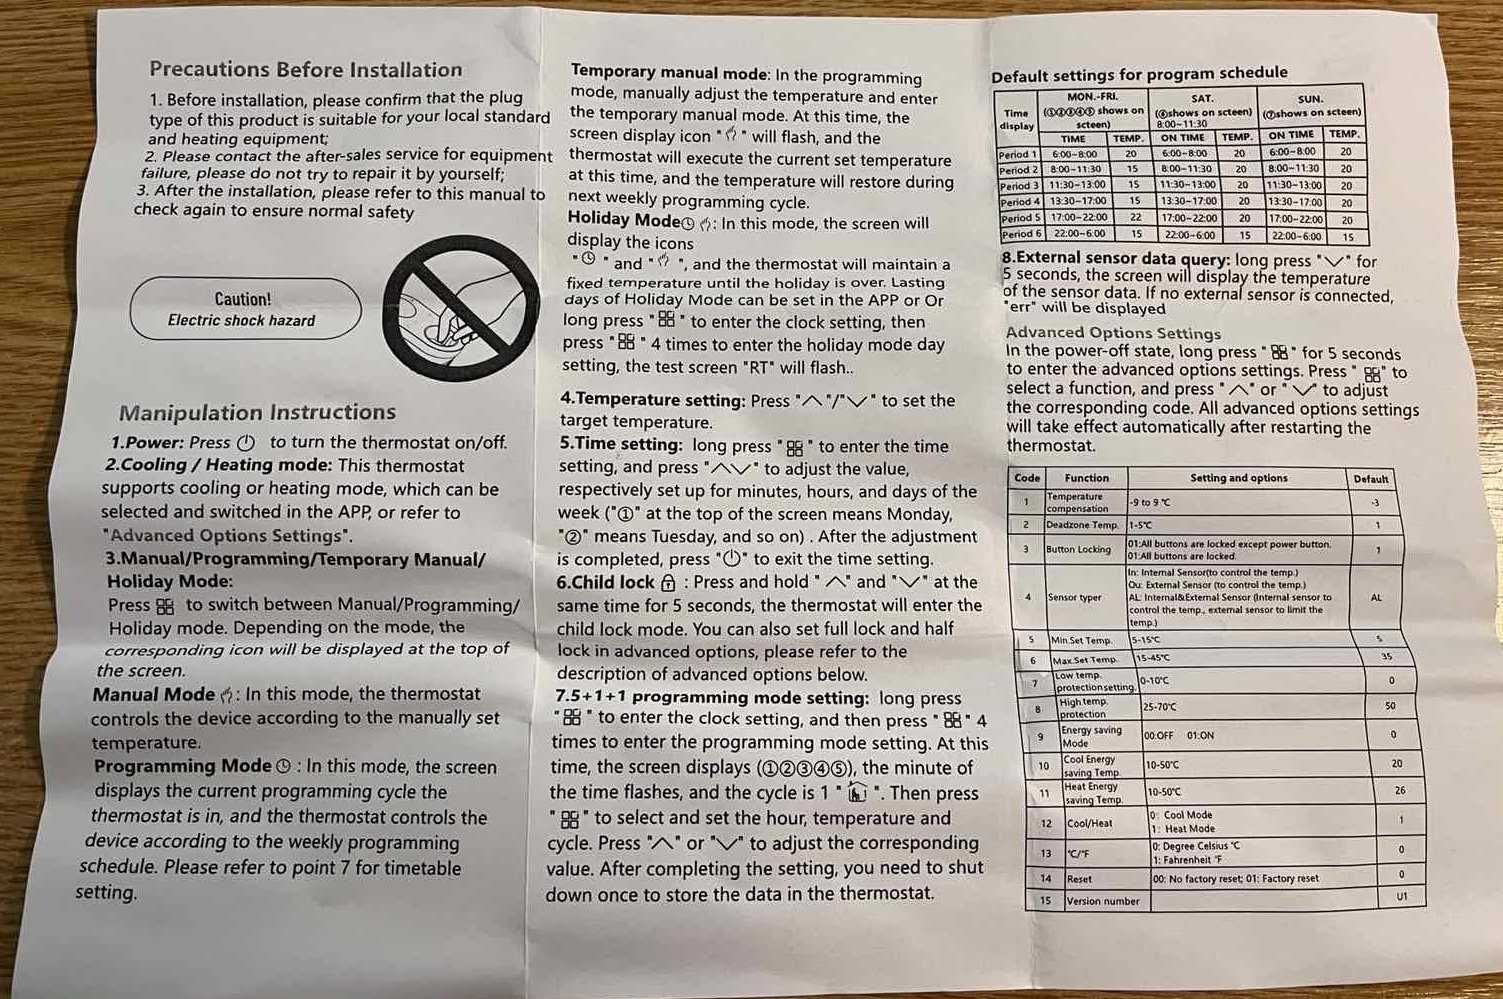 Precautions Before Installation
1. Before installation, please confirm that the plug
type of this product is suitable for your local standard
and heating equipment;
2. Please contact the after-sales service for equipment
failure, please do not try to repair it by yourself;
3. After the installation, please refer to this manual to
check again to ensure normal safety
Caution!
Electric shock hazard
Manipulation Instructions
1.Power: Press ⏻ to turn the thermostat on/off.
2.Cooling / Heating mode: This thermostat
supports cooling or heating mode, which can be
selected and switched in the APP, or refer to
"Advanced Options Settings".
3.Manual/Programming/Temporary Manual/
Holiday Mode:
Press 品 to switch between Manual/Programming/
Holiday mode. Depending on the mode, the
corresponding icon will be displayed at the top of
the screen.
Manual Mode : In this mode, the thermostat
controls the device according to the manually set
temperature.
Programming Mode : In this mode, the screen
displays the current programming cycle the
thermostat is in, and the thermostat controls the
device according to the weekly programming
schedule. Please refer to point 7 for timetable
setting.
Temporary manual mode: In the programming
mode, manually adjust the temperature and enter
the temporary manual mode. At this time, the
screen display icon " " will flash, and the
thermostat will execute the current set temperature
at this time, and the temperature will restore during
next weekly programming cycle.
Holiday Mode : In this mode, the screen will
display the icons
" " and " ", and the thermostat will maintain a
fixed temperature until the holiday is over. Lasting
days of Holiday Mode can be set in the APP or Or
long press " " to enter the clock setting, then
press " " 4 times to enter the holiday mode day
setting, the test screen "RT" will flash..
4.Temperature setting: Press "∧"/"∨" to set the
target temperature.
5.Time setting: long press " " to enter the time
setting, and press "∧∨" to adjust the value,
respectively set up for minutes, hours, and days of the
week ("①" at the top of the screen means Monday,
"②" means Tuesday, and so on) . After the adjustment
is completed, press "⏻" to exit the time setting.
6.Child lock : Press and hold " ∧" and "∨" at the
same time for 5 seconds, the thermostat will enter the
child lock mode. You can also set full lock and half
lock in advanced options, please refer to the
description of advanced options below.
7.5+1+1 programming mode setting: long press
" " to enter the clock setting, and then press " " 4
times to enter the programming mode setting. At this
time, the screen displays (①②③④⑤), the minute of
the time flashes, and the cycle is 1 " ". Then press
" " to select and set the hour, temperature and
cycle. Press "∧" or "∨" to adjust the corresponding
value. After completing the setting, you need to shut
down once to store the data in the thermostat.
Default settings for program schedule
Time display MON.-FRI. (①②③④⑤ shows on scteen) SAT. (⑥shows on scteen) 8:00~11:30 SUN. (⑦shows on scteen)
TIME TEMP. ON TIME TEMP. ON TIME TEMP.
Period 1 6:00~8:00 20 6:00~8:00 20 6:00~8:00 20
Period 2 8:00~11:30 15 8:00~11:30 20 8:00~11:30 20
Period 3 11:30~13:00 15 11:30~13:00 20 11:30~13:00 20
Period 4 13:30~17:00 15 13:30~17:00 20 13:30~17:00 20
Period 5 17:00~22:00 22 17:00~22:00 20 17:00~22:00 20
Period 6 22:00~6:00 15 22:00~6:00 15 22:00~6:00 15
8.External sensor data query: long press "∨" for
5 seconds, the screen will display the temperature
of the sensor data. If no external sensor is connected,
"err" will be displayed
Advanced Options Settings
In the power-off state, long press " " for 5 seconds
to enter the advanced options settings. Press " " to
select a function, and press " ∧" or " ∨" to adjust
the corresponding code. All advanced options settings
will take effect automatically after restarting the
thermostat.
Code Function Setting and options Default
1 Temperature compensation -9 to 9 ℃ -3
2 Deadzone Temp. 1-5℃ 1
3 Button Locking 01:All buttons are locked except power button. 1
01:All buttons are locked.
4 Sensor typer In: Internal Sensor(to control the temp.) AL
Ou: External Sensor (to control the temp.)
AL: Internal&External Sensor (Internal sensor to
control the temp., external sensor to limit the
temp.)
5 Min.Set Temp. 5-15℃ 5
6 Max.Set Temp. 15-45℃ 35
7 Low temp. protectionsetting. 0-10℃ 0
8 High temp. protection 25-70℃ 50
9 Energy saving Mode 00:OFF 01:ON 0
10 Cool Energy saving Temp. 10-50℃ 20
11 Heat Energy saving Temp. 10-50℃ 26
12 Cool/Heat 0: Cool Mode 1
1: Heat Mode
13 ℃/℉ 0: Degree Celsius ℃ 0
1: Fahrenheit ℉
14 Reset 00: No factory reset; 01: Factory reset 0
15 Version number U1